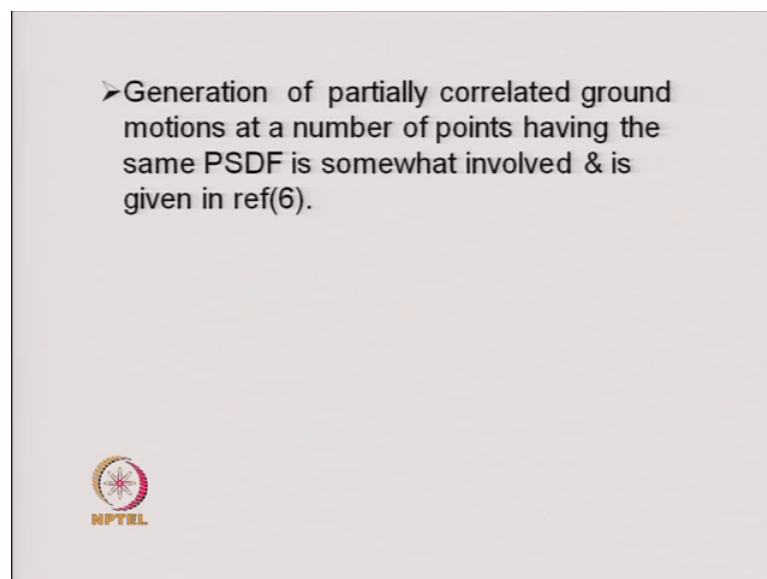 ➢Generation of partially correlated ground
motions at a number of points having the
same PSDF is somewhat involved & is
given in ref(6).
NPTEL